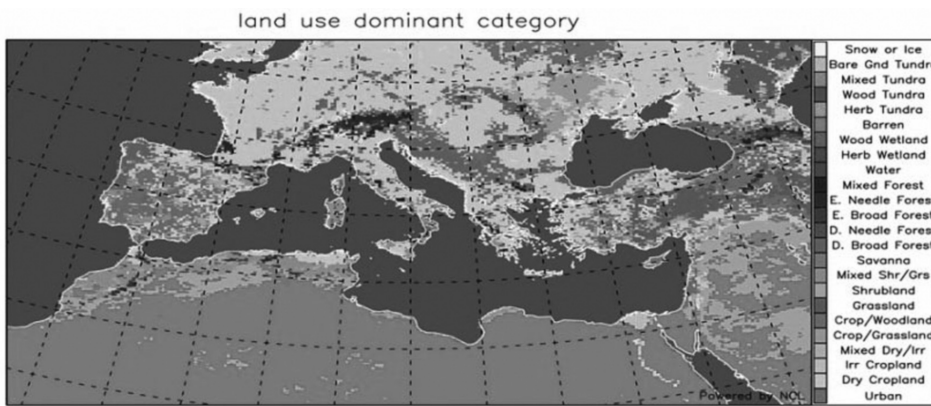 land use dominant category
Snow or Ice
Bare Gnd Tundra
Mixed Tundra
Wood Tundra
Herb Tundra
Barren
Wood Wetland
Herb Wetland
Water
Mixed Forest
E. Needle Forest
E. Broad Forest
D. Needle Forest
D. Broad Forest
Savanna
Mixed Shr/Grs
Shrubland
Grassland
Crop/Woodland
Crop/Grassland
Mixed Dry/Irr
Irr Cropland
Dry Cropland
Urban
Powered by NCL